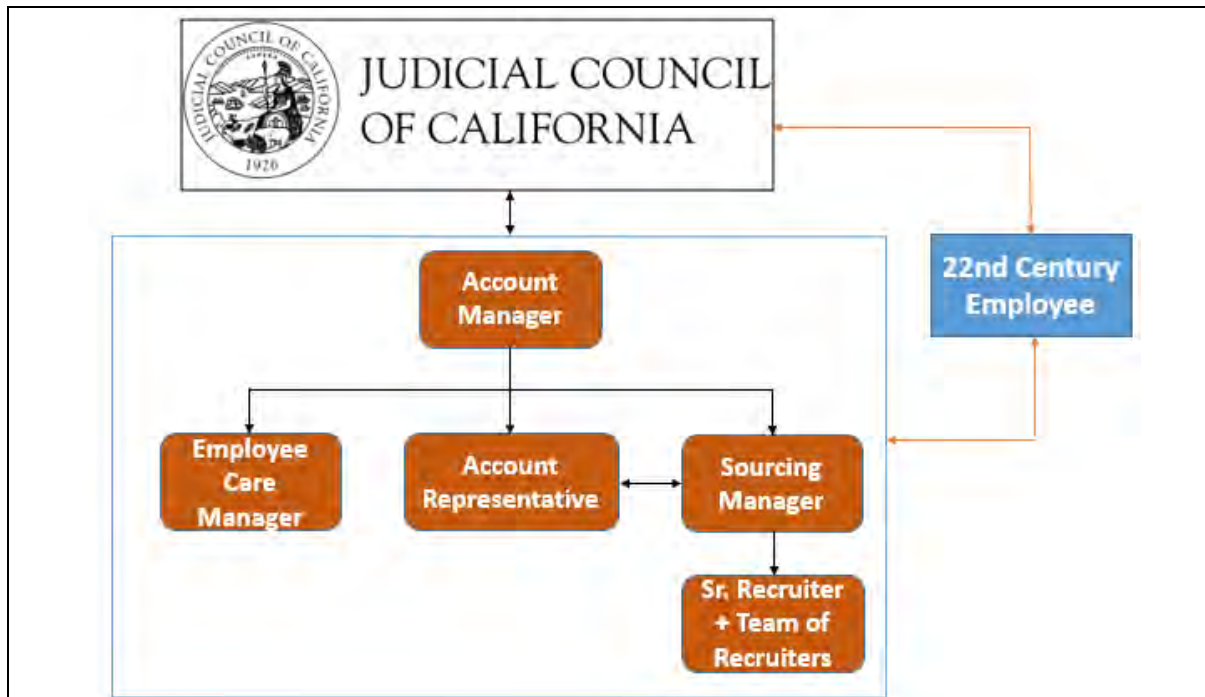 JUDICIAL COUNCIL OF CALIFORNIA
1926
JUDICIAL COUNCIL
OF CALIFORNIA
Account
Manager
22nd Century
Employee
Employee
Care
Manager
Account
Representative
Sourcing
Manager
Sr. Recruiter
+ Team of
Recruiters